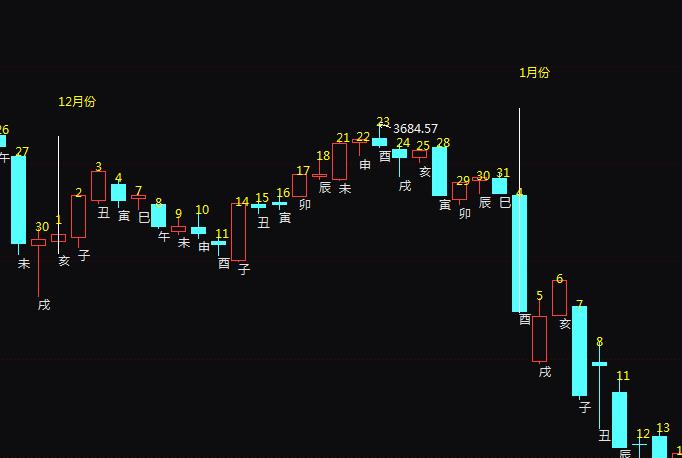 1月份
12月份
23
3684.57
26
27
21
22
24
25
28
午
18
申
酉
戌
亥
3
17
辰
未
29
30
31
2
4
7
16
寅
卯
辰
巳
4
8
14
15
卯
丑
寅
巳
9
10
丑
寅
30
1
午
未
申
11
未
亥
子
酉
子
戌
6
5
7
酉
亥
8
戌
11
子
12
13
丑
辰